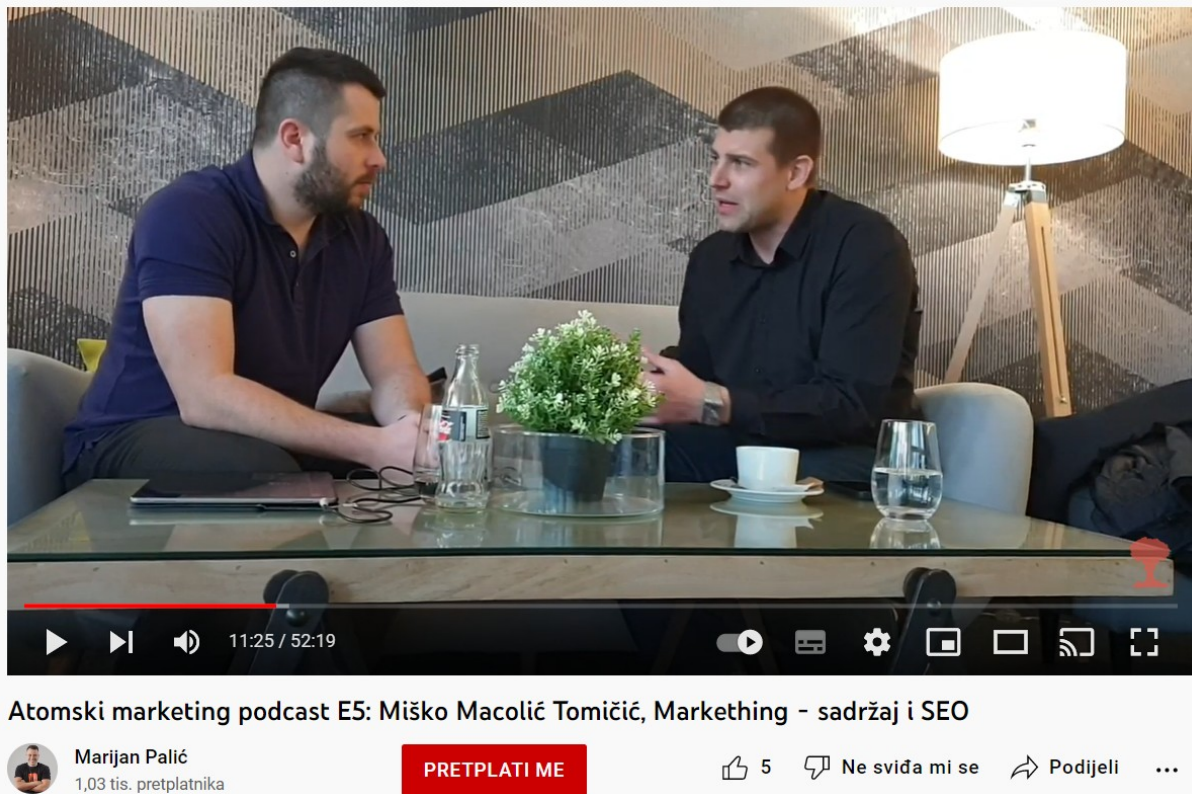 11:25 / 52:19
Atomski marketing podcast E5: Miško Macolić Tomičić, Markething - sadržaj i SEO
Marijan Palić
1,03 tis. pretplatnika
PRETPLATI ME
5
Ne sviđa mi se
Podijeli